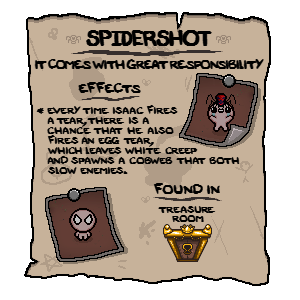 SPIDERSHOT
IT COMES WITH GREAT RESPONSIBILITY
EFFECTS
* EVERY TIME ISAAC FIRES
A TEAR, THERE IS A
CHANCE THAT HE ALSO
FIRES AN EGG TEAR,
WHICH LEAVES WHITE CREEP
AND SPAWNS A COBWEB THAT BOTH
SLOW ENEMIES.
FOUND IN
TREASURE
ROOM